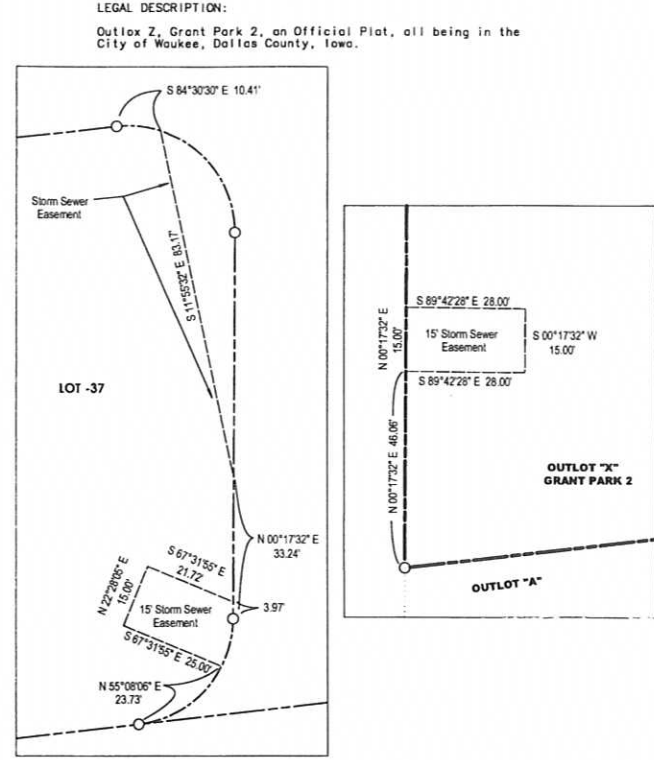 LEGAL DESCRIPTION:
Outlox Z, Grant Park 2, an Official Plat, all being in the
City of Waukee, Dallas County, Iowa.
S 84°30'30" E 10.41'
Storm Sewer
Easement
S 11°55'32" E 83.17'
LOT -37
N 00°17'32" E
33.24'
S 67°31'55" E
21.72'
N 22°28'05" E
15.00'
15' Storm Sewer
Easement
3.97'
S 67°31'55" E 25.00'
N 55°08'06" E
23.73'
S 89°42'28" E 28.00'
N 00°17'32" E
15.00'
15' Storm Sewer
Easement
S 00°17'32" W
15.00'
S 89°42'28" E 28.00'
N 00°17'32" E 46.06'
OUTLOT "X"
GRANT PARK 2
OUTLOT "A"